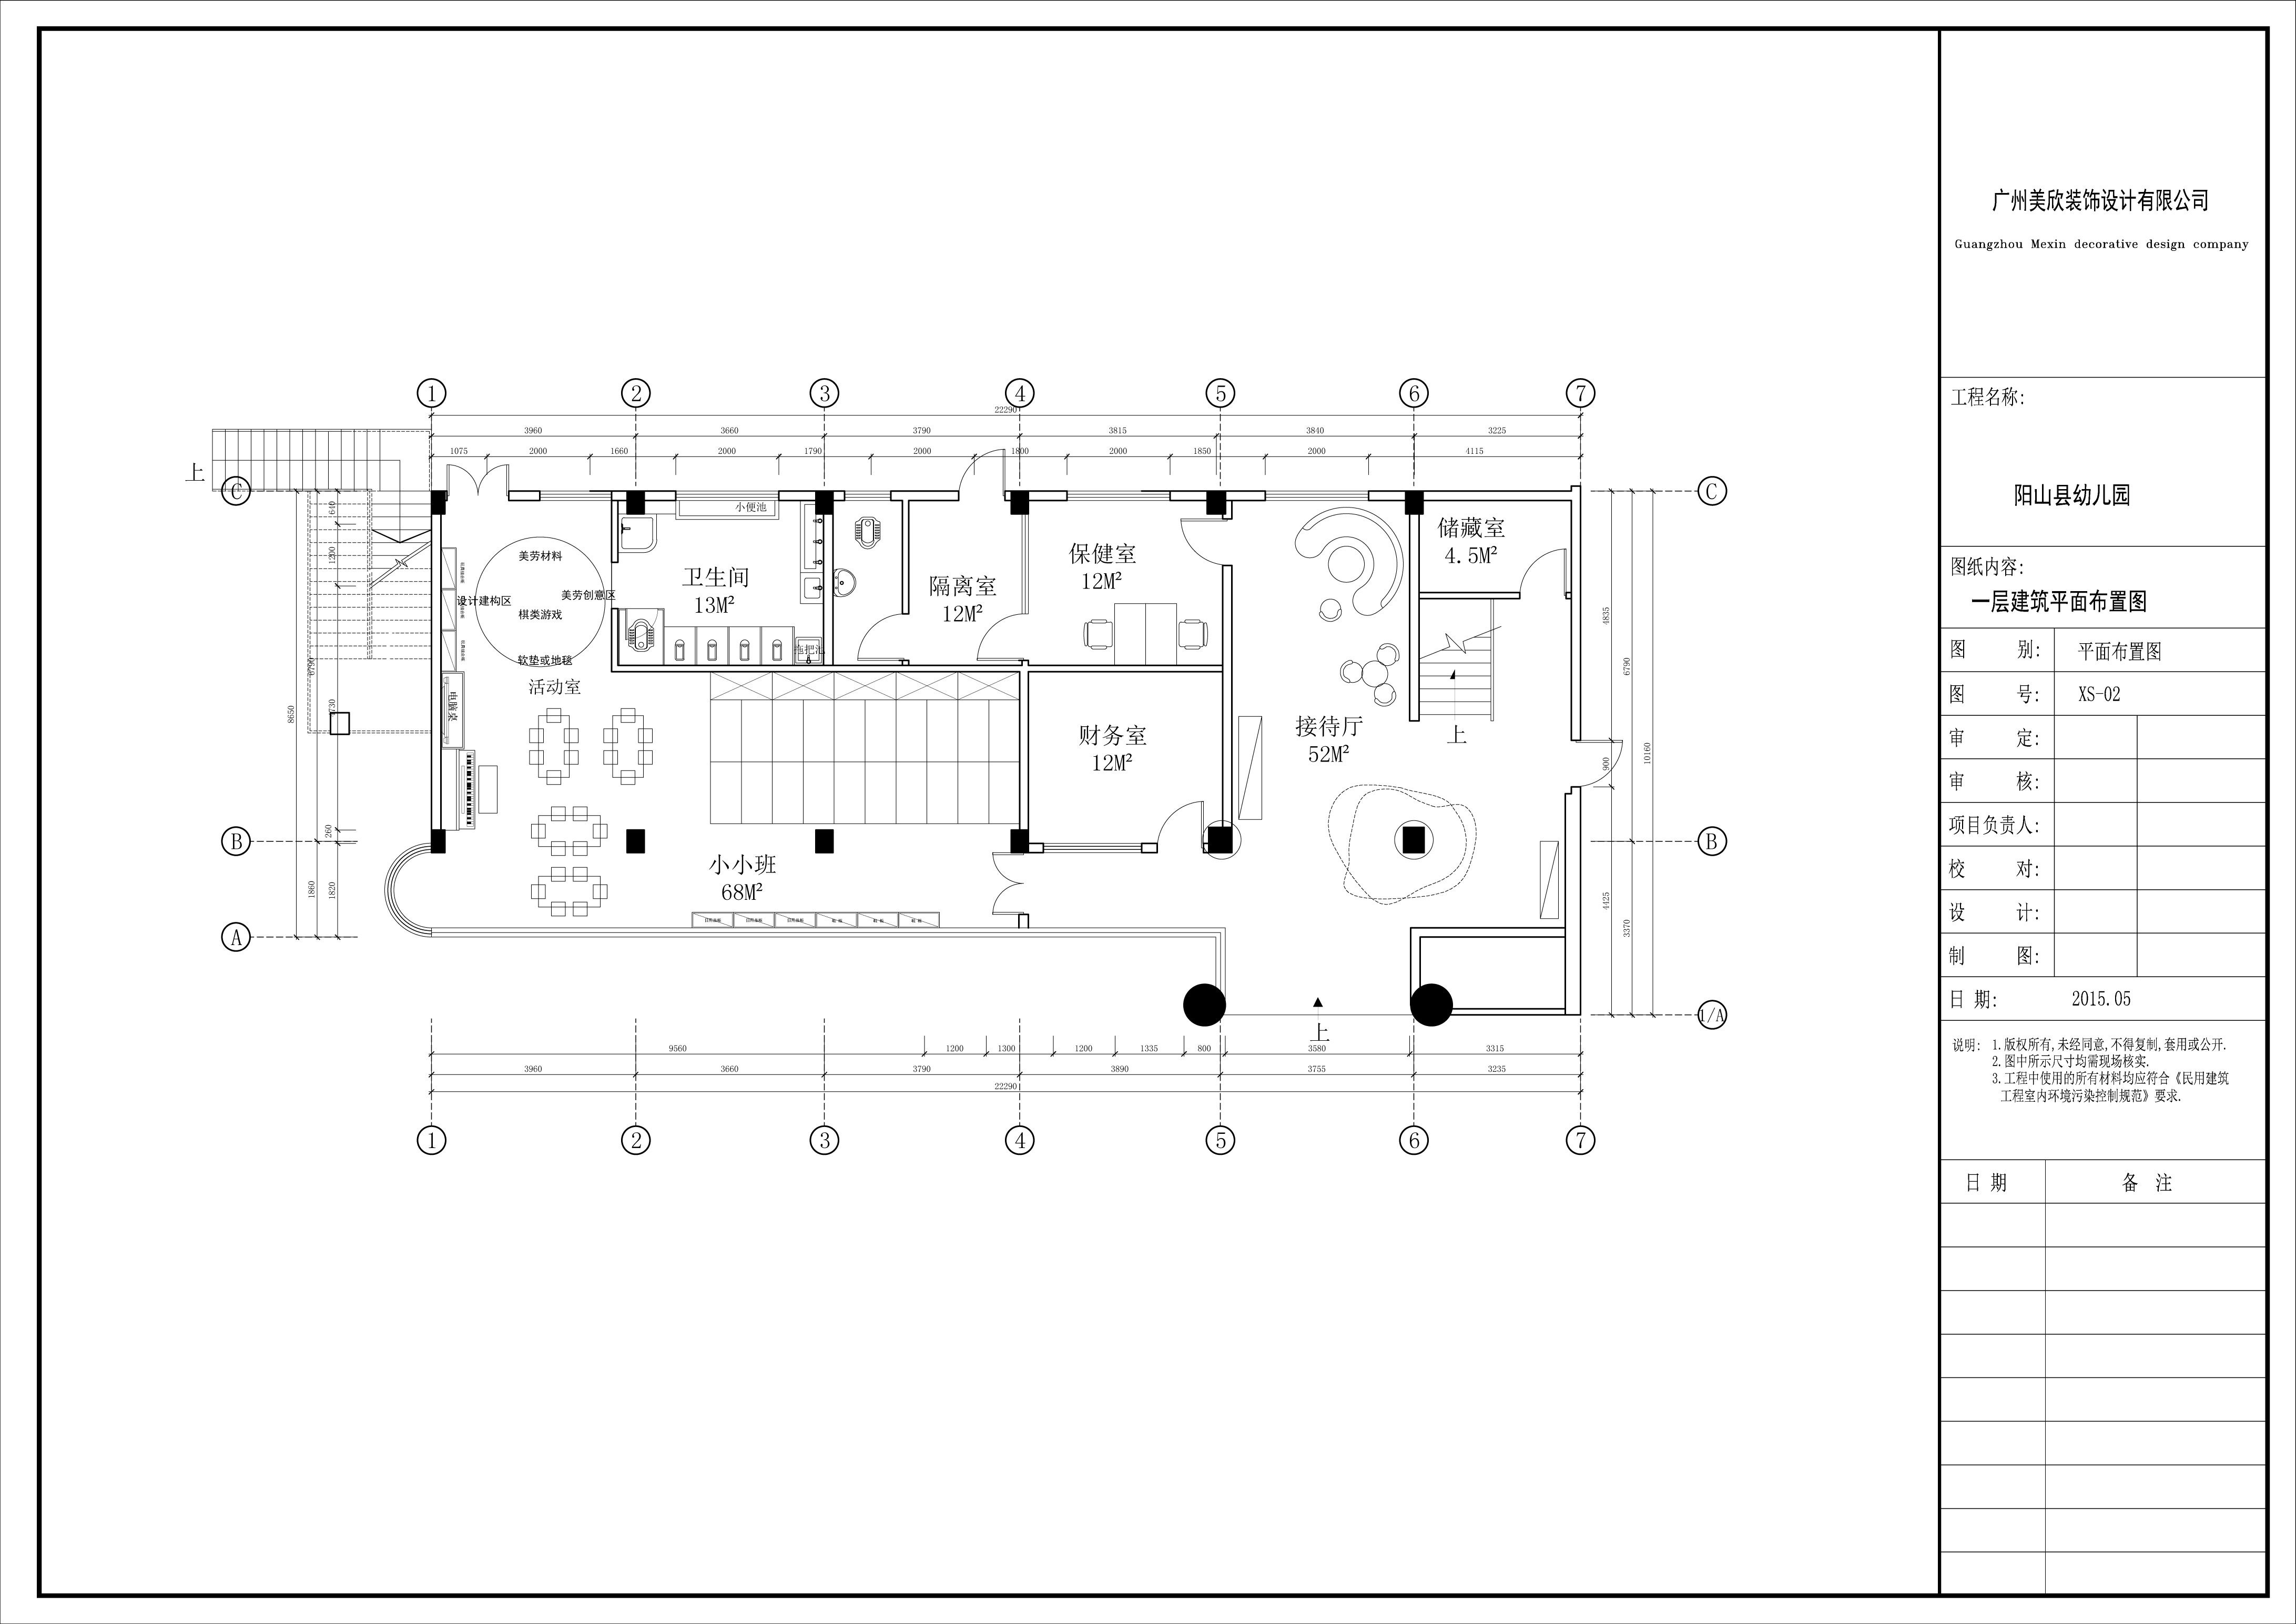 1
2
3
4
5
6
7
22290
3960
3660
3790
3815
3840
3225
1075
2000
1660
2000
1790
2000
1800
2000
1850
2000
4115
上
C
C
小便池
储藏室
4.5M²
640
1200
美劳材料
卫生间
13M²
保健室
12M²
隔离室
12M²
设计建构区
美劳创意区
棋类游戏
4835
拖把池
软垫或地毯
6790
6790
活动室
电脑桌
8650
接待厅
52M²
上
财务室
12M²
900
10160
260
B
B
小小班
68M²
1860
1820
4425
3370
A
1/A
上
9560
1200
1300
1200
1335
800
3580
3315
3960
3660
3790
3890
3755
3235
22290
1
2
3
4
5
6
7
广州美欣装饰设计有限公司
Guangzhou Mexin decorative design company
工程名称:
阳山县幼儿园
图纸内容:
一层建筑平面布置图
图 别: 平面布置图
图 号: XS-02
审 定:
审 核:
项目负责人:
校 对:
设 计:
制 图:
日 期: 2015.05
说明: 1.版权所有,未经同意,不得复制,套用或公开.
2.图中所示尺寸均需现场核实.
3.工程中使用的所有材料均应符合《民用建筑
工程室内环境污染控制规范》要求.
日 期 备 注